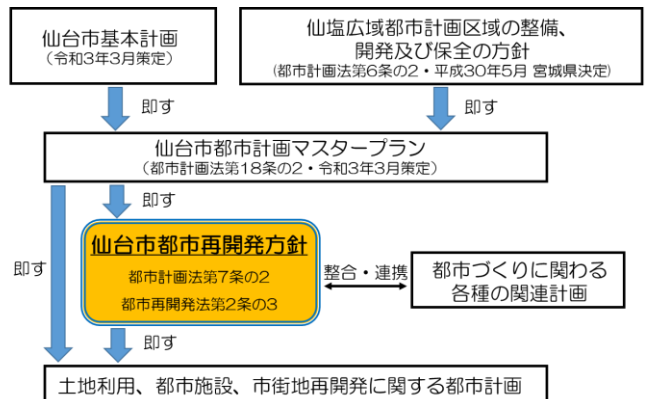 仙台市基本計画
（令和3年3月策定）
仙塩広域都市計画区域の整備、
開発及び保全の方針
(都市計画法第6条の2・平成30年5月 宮城県決定)
即す
即す
仙台市都市計画マスタープラン
（都市計画法第18条の2・令和3年3月策定）
即す
即す
仙台市都市再開発方針
都市計画法第7条の2
都市再開発法第2条の3
整合・連携
都市づくりに関わる
各種の関連計画
即す
土地利用、都市施設、市街地再開発に関する都市計画